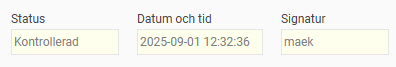 Status Datum och tid Signatur
Kontrollerad 2025-09-01 12:32:36 maek